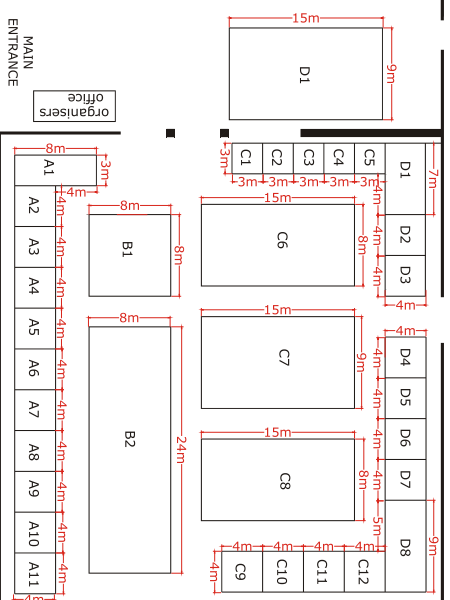 15m
D1
9m
MAIN
ENTRANCE
organisers
office
8m
A1
3m
4m
3m
C1
C2
C3
C4
C5
3m
3m
3m
3m
D1
7m
4m
A2
4m
A3
4m
A4
4m
A5
4m
A6
4m
A7
4m
A8
4m
A9
4m
A10
4m
A11
4m
4m
8m
B1
8m
8m
B2
24m
15m
C6
8m
15m
C7
9m
15m
C8
8m
D2
4m
D3
4m
4m
4m
D4
4m
D5
4m
D6
4m
D7
4m
D8
5m
9m
4m
4m
4m
4m
4m
C9
C10
C11
C12